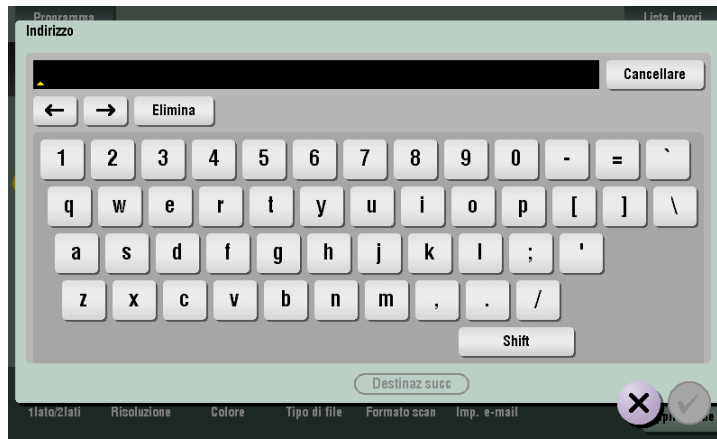 Programma Lista lavori
Indirizzo
Cancellare
← → Elimina
1 2 3 4 5 6 7 8 9 0 - = `
q w e r t y u i o p [ ] \
a s d f g h j k l ; '
z x c v b n m , . /
Shift
Destinaz succ
1lato/2lati Risoluzione Colore Tipo di file Formato scan Imp. e-mail